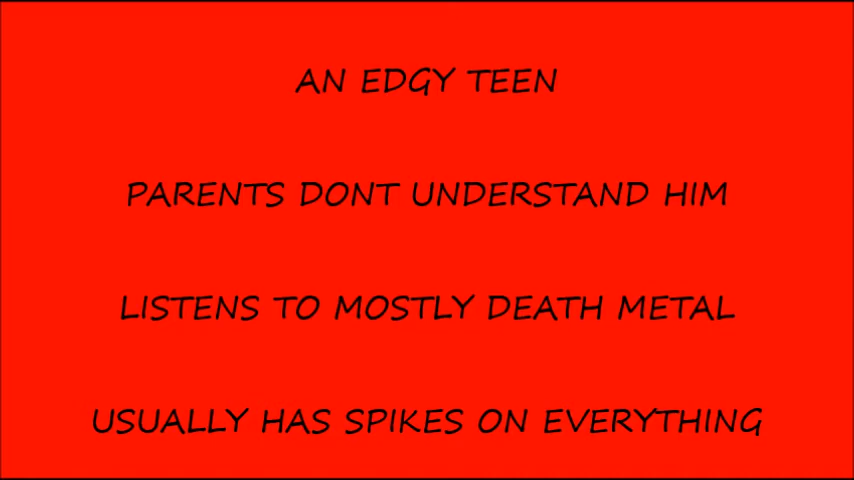 AN EDGY TEEN
PARENTS DONT UNDERSTAND HIM
LISTENS TO MOSTLY DEATH METAL
USUALLY HAS SPIKES ON EVERYTHING